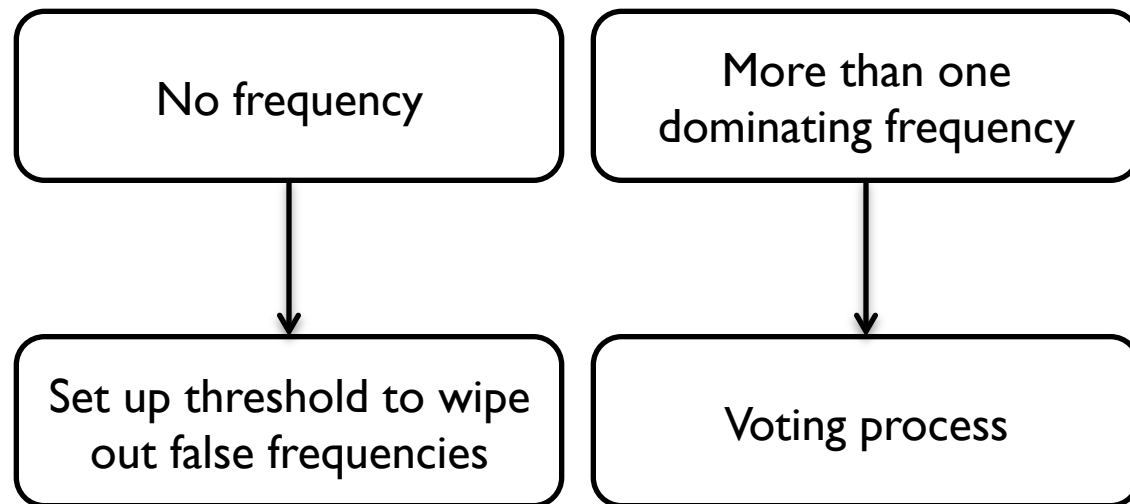 No frequency
More than one
dominating frequency
Set up threshold to wipe
out false frequencies
Voting process